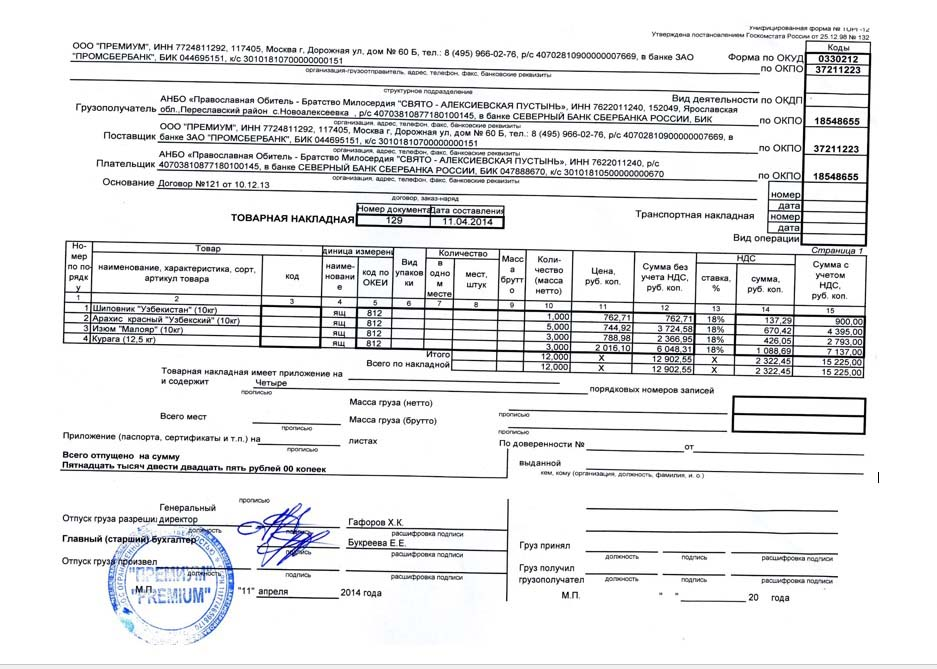 Унифицированная форма № ТОРГ-12
Утверждена постановлением Госкомстата России от 25.12.98 № 132
Коды
Форма по ОКУД 0330212
ООО "ПРЕМИУМ", ИНН 7724811292, 117405, Москва г, Дорожная ул, дом № 60 Б, тел.: 8 (495) 966-02-76, р/с 40702810900000007669, в банке ЗАО
"ПРОМСБЕРБАНК", БИК 044695151, к/с 30101810700000000151
по ОКПО 37211223
организация-грузоотправитель, адрес, телефон, факс, банковские реквизиты
структурное подразделение
Вид деятельности по ОКДП
Грузополучатель
АНБО «Православная Обитель - Братство Милосердия "СВЯТО - АЛЕКСИЕВСКАЯ ПУСТЫНЬ», ИНН 7622011240, 152049, Ярославская
обл.,Переславский район с.Новоалексеевка , р/с 40703810877180100145, в банке СЕВЕРНЫЙ БАНК СБЕРБАНКА РОССИИ, БИК
по ОКПО 18548655
организация, адрес, телефон, факс, банковские реквизиты
Поставщик
ООО "ПРЕМИУМ", ИНН 7724811292, 117405, Москва г, Дорожная ул, дом № 60 Б, тел.: 8 (495) 966-02-76, р/с 40702810900000007669, в
банке ЗАО "ПРОМСБЕРБАНК", БИК 044695151, к/с 30101810700000000151
по ОКПО 37211223
организация, адрес, телефон, факс, банковские реквизиты
Плательщик
АНБО «Православная Обитель - Братство Милосердия "СВЯТО - АЛЕКСИЕВСКАЯ ПУСТЫНЬ», ИНН 7622011240, р/с
40703810877180100145, в банке СЕВЕРНЫЙ БАНК СБЕРБАНКА РОССИИ, БИК 047888670, к/с 30101810500000000670
по ОКПО 18548655
организация, адрес, телефон, факс, банковские реквизиты
Основание Договор №121 от 10.12.13
договор, заказ-наряд
номер
дата
Транспортная накладная
номер
дата
Вид операции
Номер документа Дата составления
ТОВАРНАЯ НАКЛАДНАЯ 129 11.04.2014
Страница 1
Но-мер по порядку Товар Единица измерения Вид упаковки Количество Масса брутто Коли-чество (масса нетто) Цена, руб. коп. Сумма без учета НДС, руб. коп. НДС Сумма с учетом НДС, руб. коп.
наименование, характеристика, сорт, артикул товара код наиме-нование код по ОКЕИ в одном месте мест, штук ставка, % сумма, руб. коп.
1 2 3 4 5 6 7 8 9 10 11 12 13 14 15
1 Шиповник "Узбекистан" (10кг) ящ 812 1,000 762,71 762,71 18% 137,29 900,00
2 Арахис красный "Узбекский" (10кг) ящ 812 5,000 744,92 3 724,58 18% 670,42 4 395,00
3 Изюм "Малояр" (10кг) ящ 812 3,000 788,98 2 366,95 18% 426,05 2 793,00
4 Курага (12,5 кг) ящ 812 3,000 2 016,10 6 048,31 18% 1 088,69 7 137,00
Итого 12,000 X 12 902,55 X 2 322,45 15 225,00
Всего по накладной 12,000 X 12 902,55 X 2 322,45 15 225,00
Товарная накладная имеет приложение на
и содержит Четыре порядковых номеров записей
прописью
Масса груза (нетто)
прописью
Всего мест
прописью
Масса груза (брутто)
прописью
Приложение (паспорта, сертификаты и т.п.) на листах
прописью
По доверенности № от
Всего отпущено на сумму
Пятнадцать тысяч двести двадцать пять рублей 00 копеек
выданной
кем, кому (организация, должность, фамилия, и. о.)
прописью
Генеральный
Отпуск груза разрешил директор Гафоров Х.К.
должность подпись расшифровка подписи
Главный (старший) бухгалтер Букреева Е.Е.
подпись расшифровка подписи
Отпуск груза произвел
должность подпись расшифровка подписи
М.П. "11" апреля 2014 года
Груз принял
должность подпись расшифровка подписи
Груз получил
грузополучатель
должность подпись расшифровка подписи
М.П. " " 20 года
"ПРЕМИУМ"
"PREMIUM"